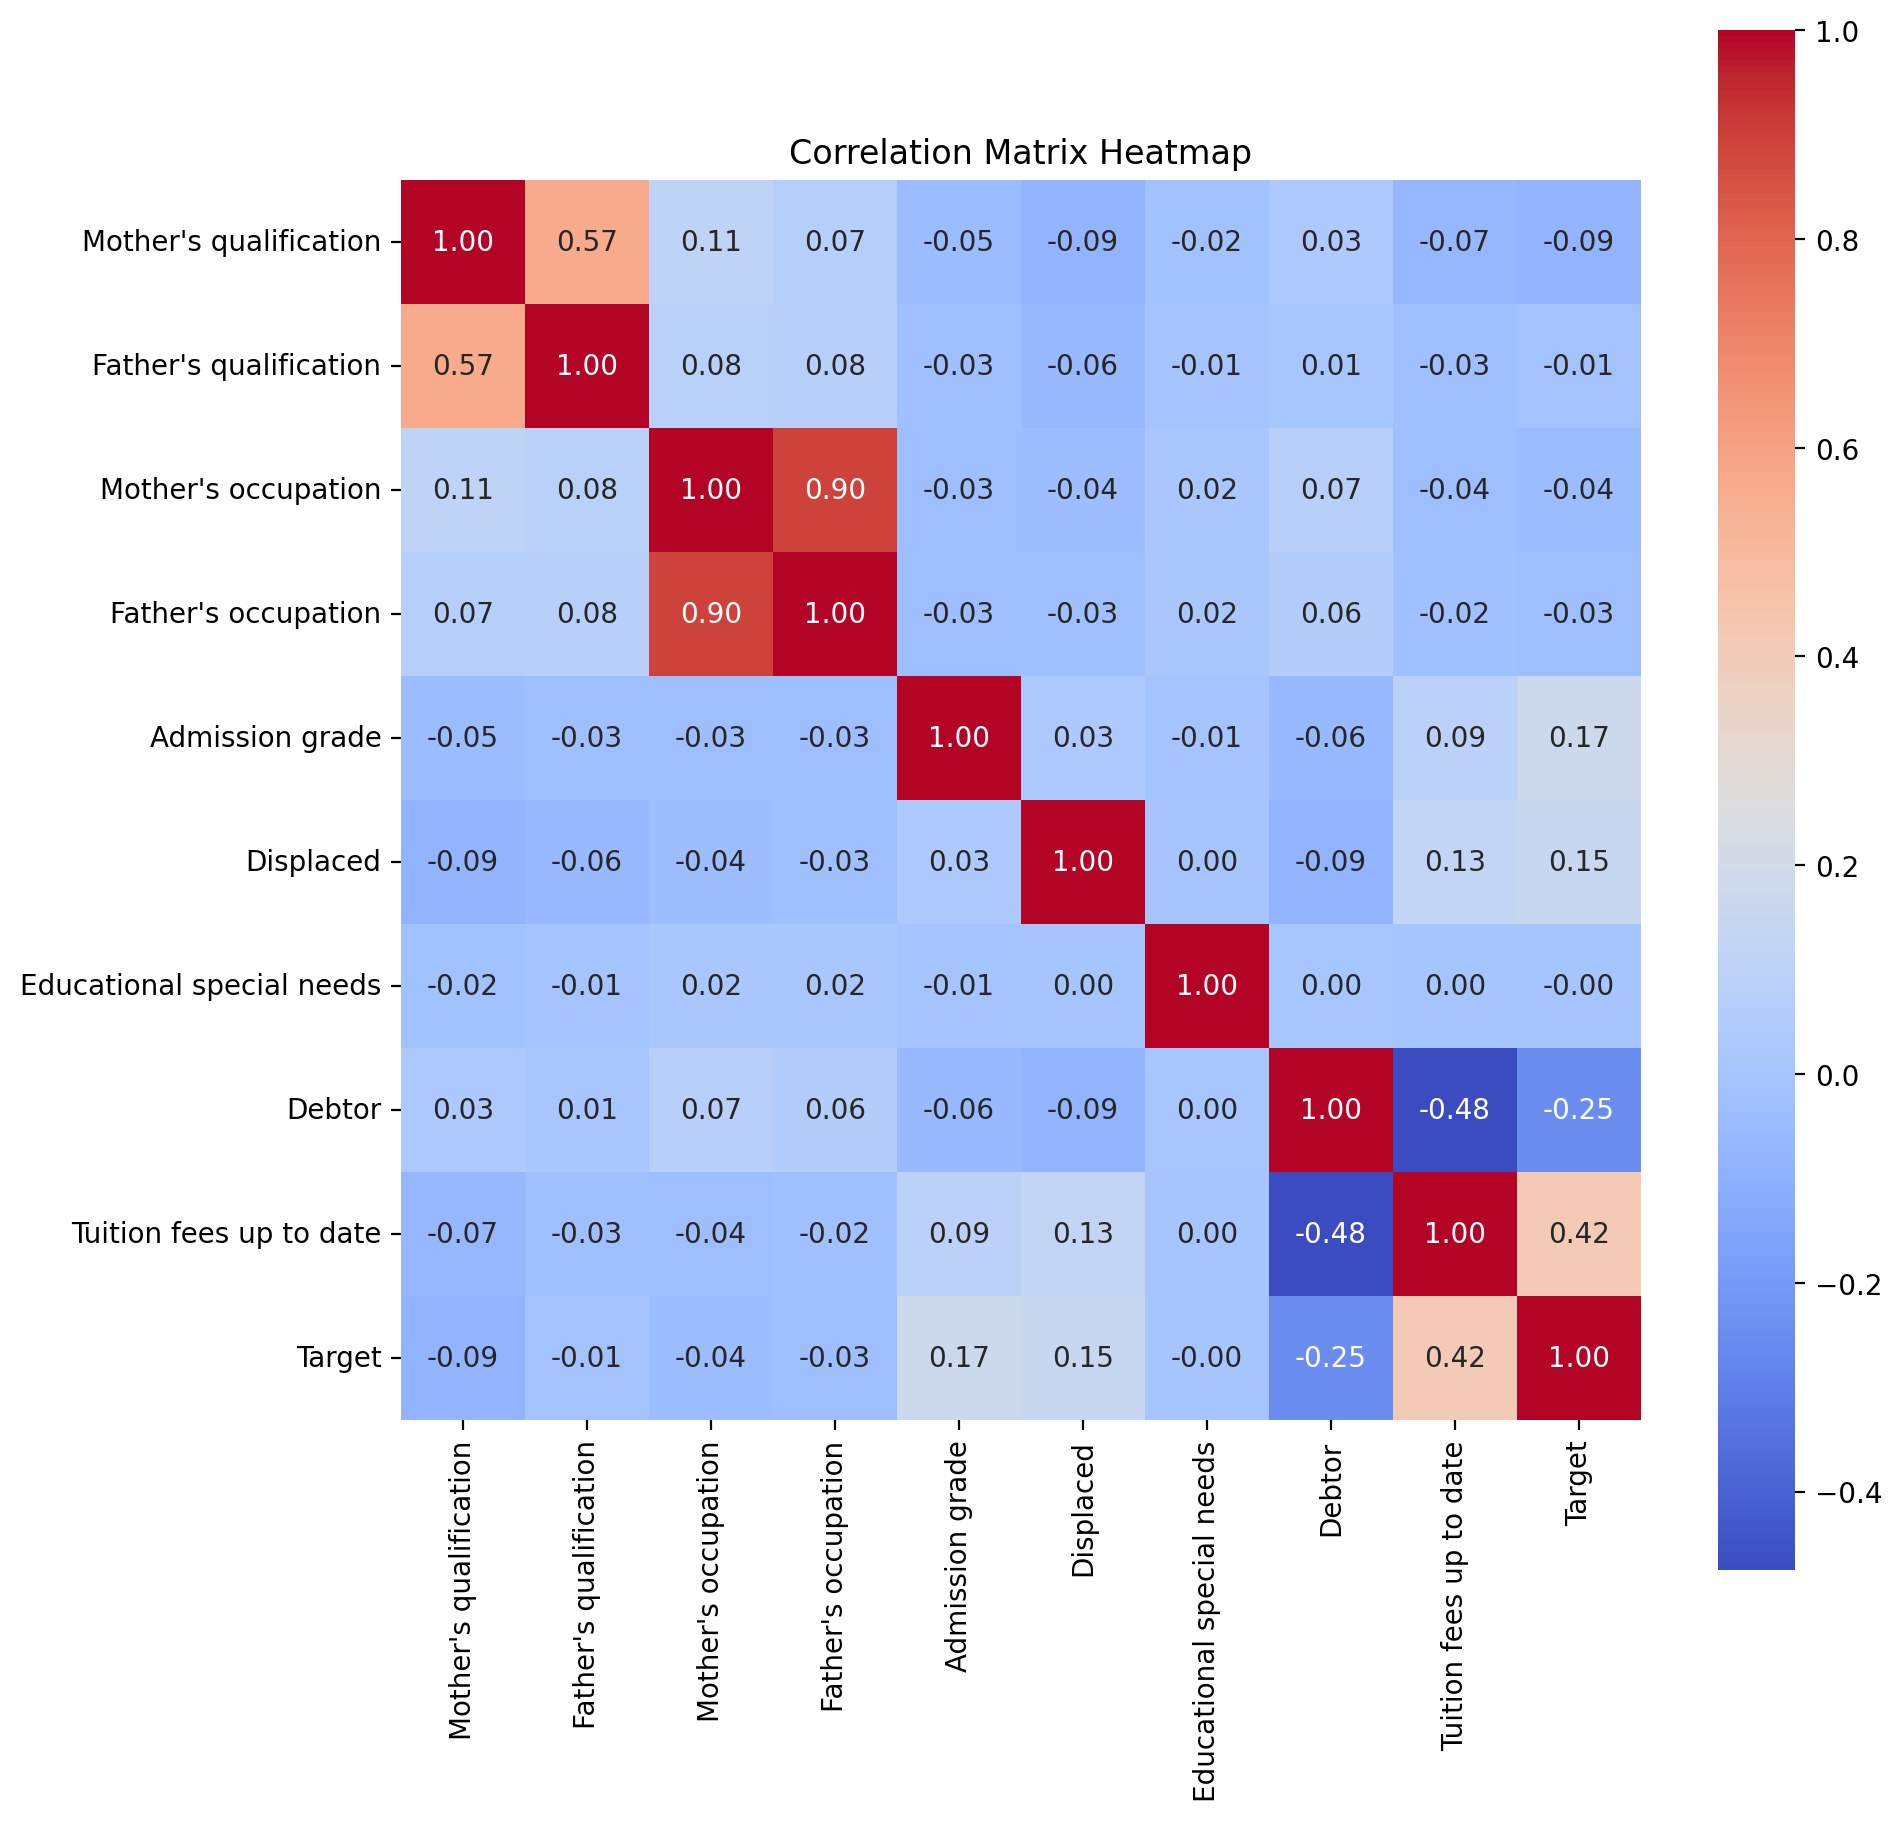 Correlation Matrix Heatmap
Mother's qualification 1.00 0.57 0.11 0.07 -0.05 -0.09 -0.02 0.03 -0.07 -0.09
Father's qualification 0.57 1.00 0.08 0.08 -0.03 -0.06 -0.01 0.01 -0.03 -0.01
Mother's occupation 0.11 0.08 1.00 0.90 -0.03 -0.04 0.02 0.07 -0.04 -0.04
Father's occupation 0.07 0.08 0.90 1.00 -0.03 -0.03 0.02 0.06 -0.02 -0.03
Admission grade -0.05 -0.03 -0.03 -0.03 1.00 0.03 -0.01 -0.06 0.09 0.17
Displaced -0.09 -0.06 -0.04 -0.03 0.03 1.00 0.00 -0.09 0.13 0.15
Educational special needs -0.02 -0.01 0.02 0.02 -0.01 0.00 1.00 0.00 0.00 -0.00
Debtor 0.03 0.01 0.07 0.06 -0.06 -0.09 0.00 1.00 -0.48 -0.25
Tuition fees up to date -0.07 -0.03 -0.04 -0.02 0.09 0.13 0.00 -0.48 1.00 0.42
Target -0.09 -0.01 -0.04 -0.03 0.17 0.15 -0.00 -0.25 0.42 1.00
Mother's qualification
Father's qualification
Mother's occupation
Father's occupation
Admission grade
Displaced
Educational special needs
Debtor
Tuition fees up to date
Target
1.0
0.8
0.6
0.4
0.2
0.0
−0.2
−0.4